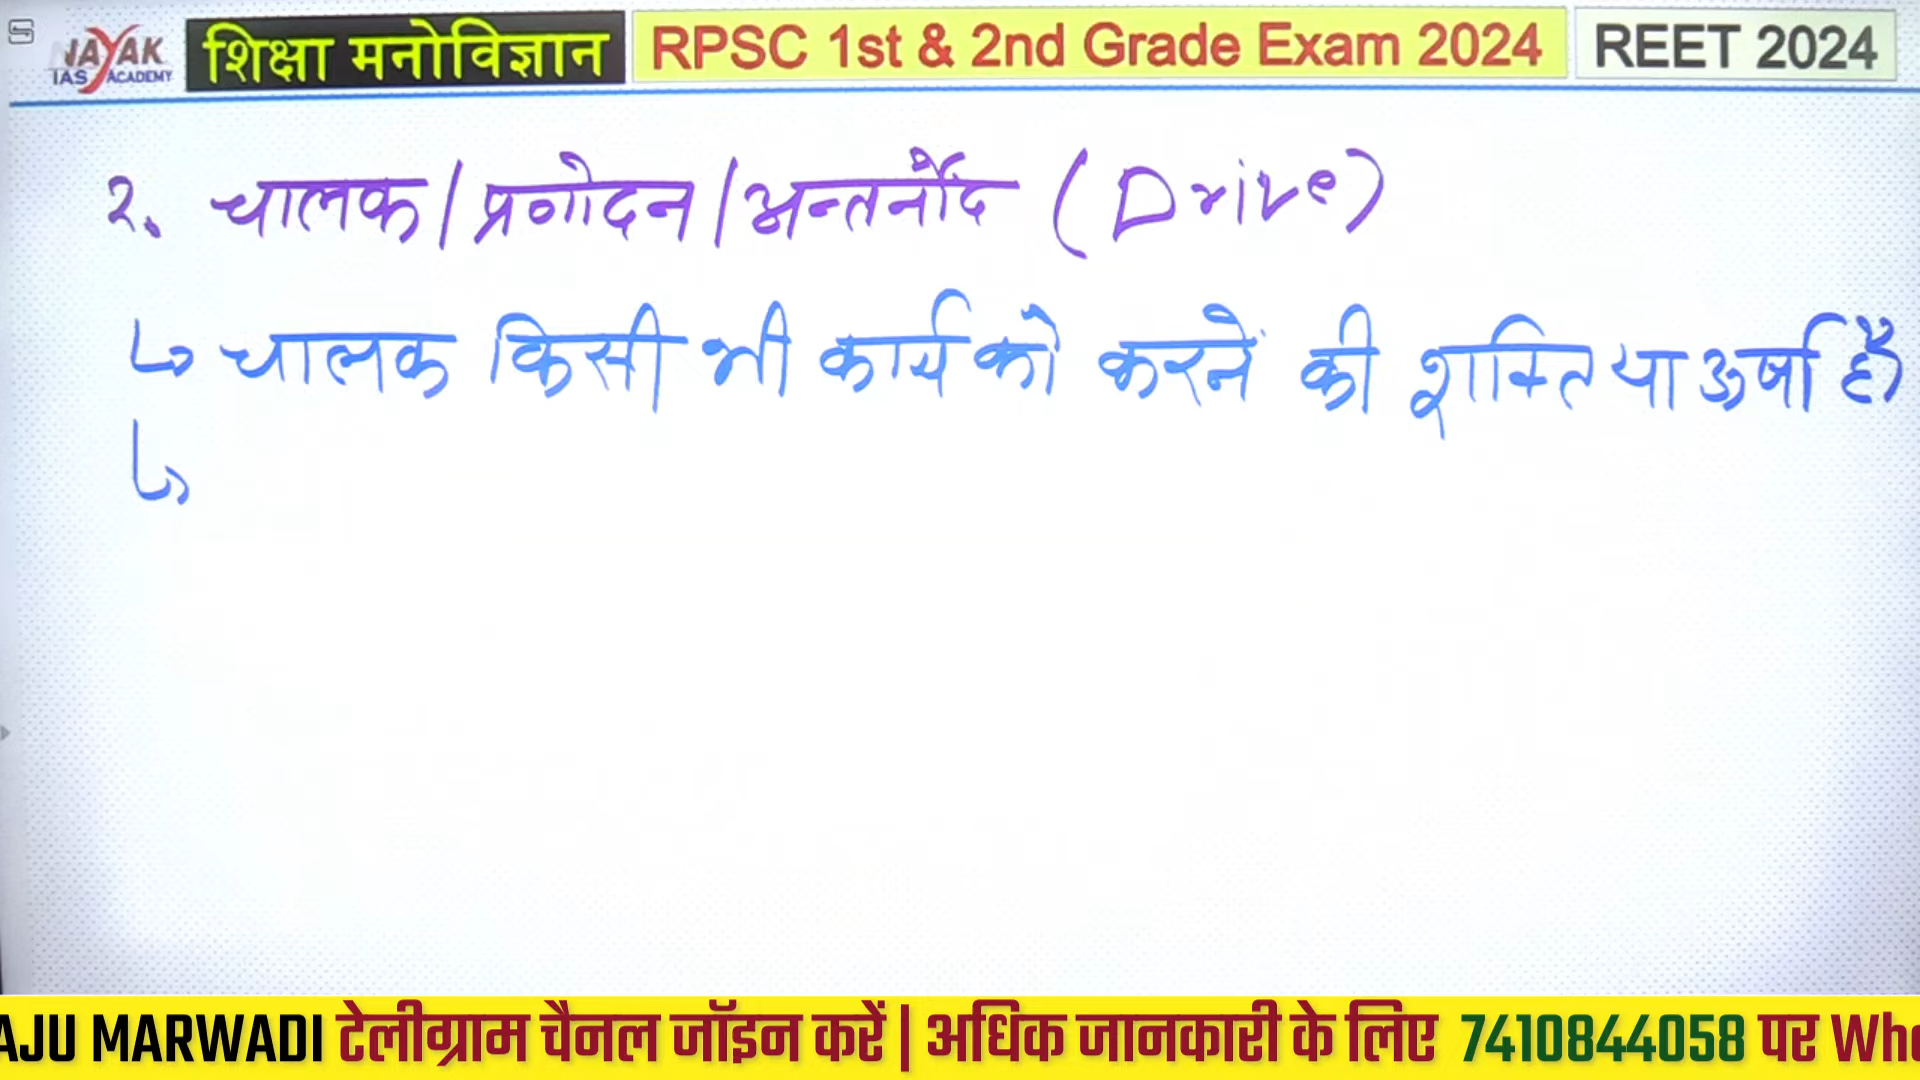 NAYAK
IAS ACADEMY
शिक्षा मनोविज्ञान
RPSC 1st & 2nd Grade Exam 2024
REET 2024
2. चालक/प्रणोदन/अन्तर्नोद (Drive)
↳ चालक किसी भी कार्य को करनें की शक्ति या ऊर्जा है
↳
AJU MARWADI टेलीग्राम चैनल जॉइन करें | अधिक जानकारी के लिए 7410844058 पर Wha